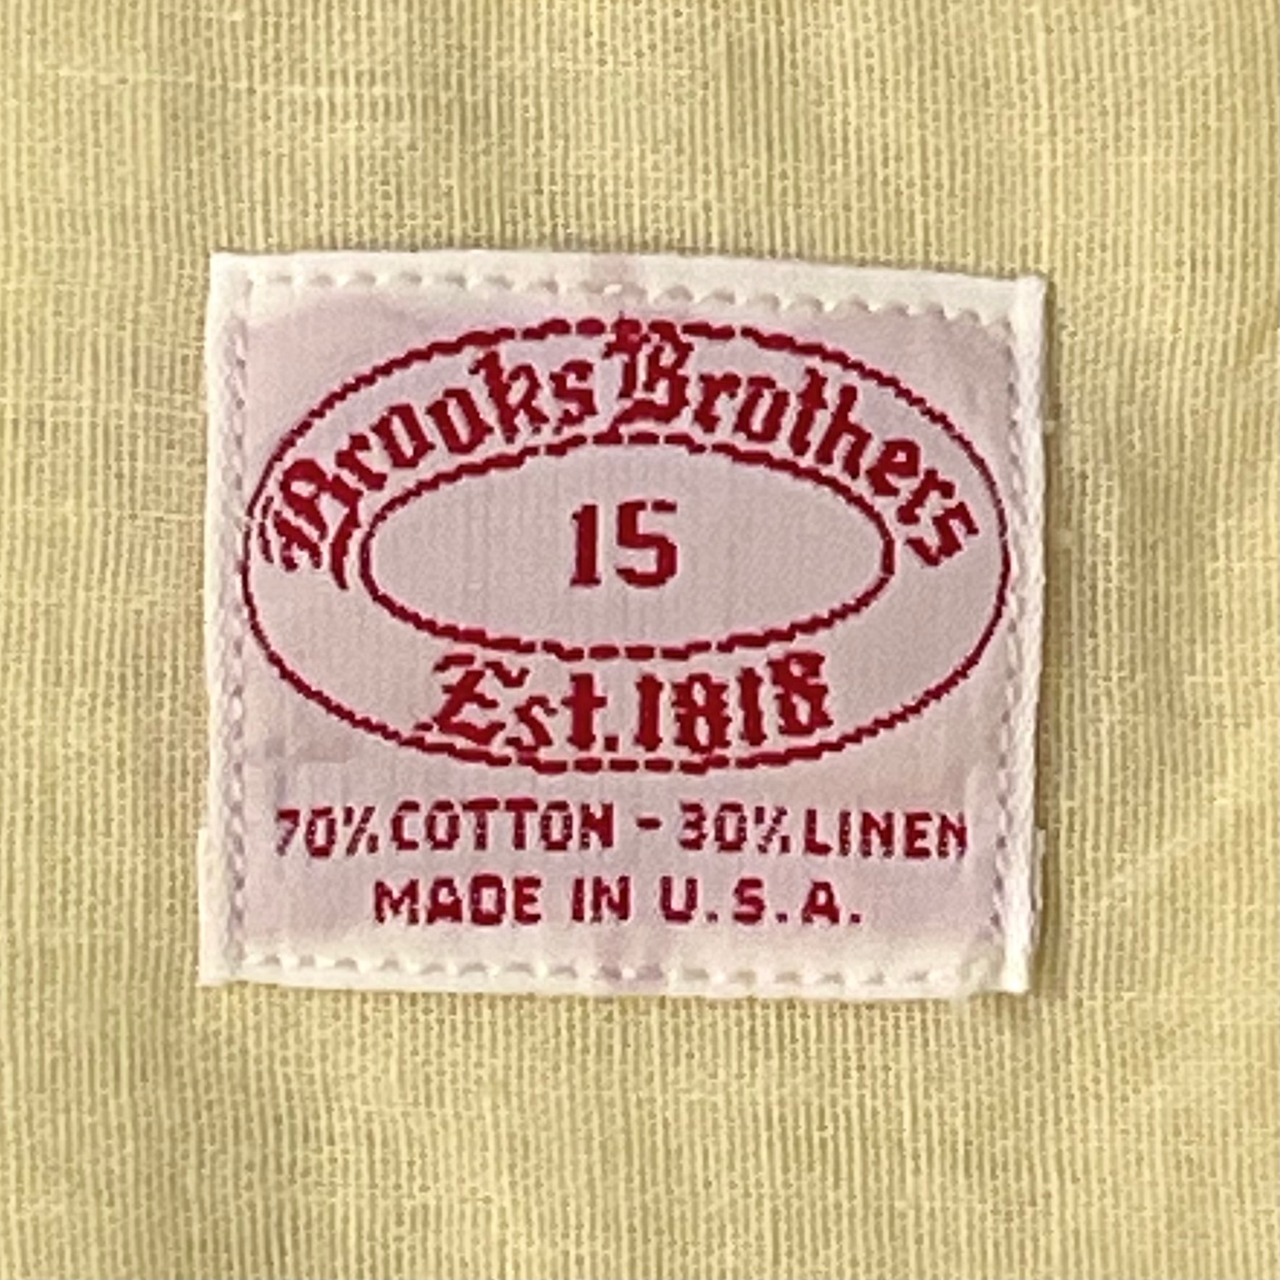 Brooks Brothers
15
Est. 1818
70% COTTON - 30% LINEN
MADE IN U.S.A.